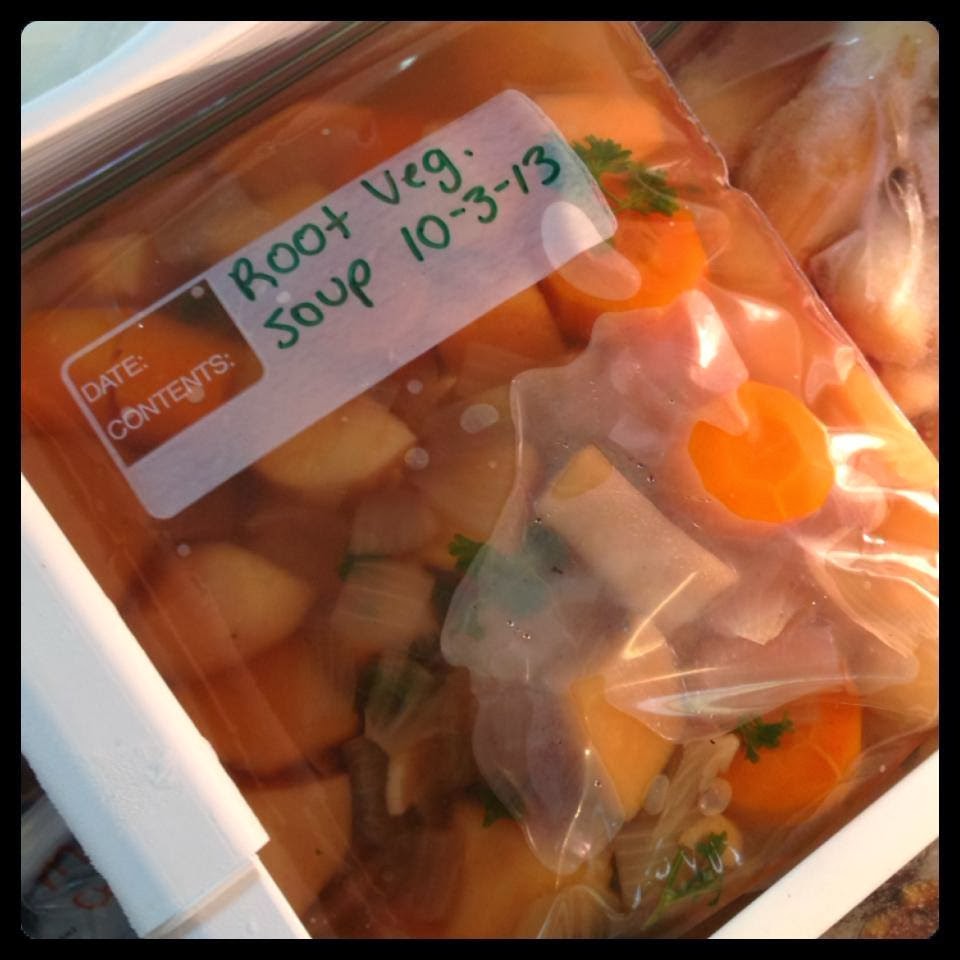 Root Veg.
Soup 10-3-13
DATE:
CONTENTS: